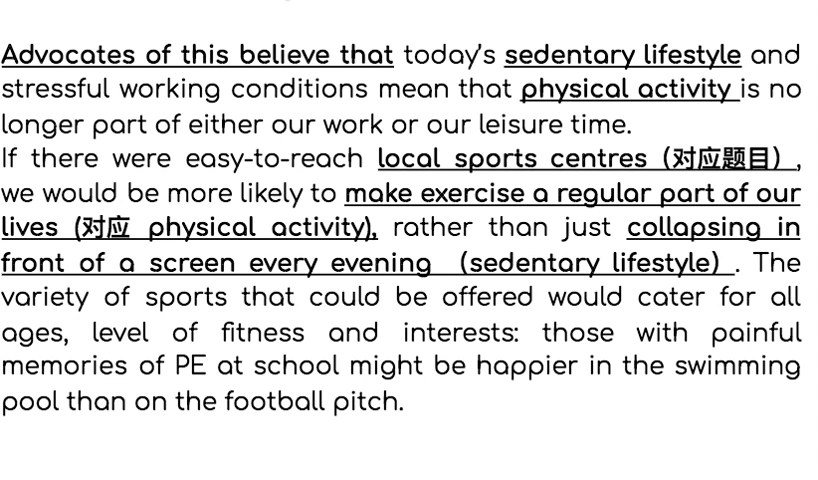 Advocates of this believe that today's sedentary lifestyle and
stressful working conditions mean that physical activity is no
longer part of either our work or our leisure time.
If there were easy-to-reach local sports centres（对应题目）,
we would be more likely to make exercise a regular part of our
lives (对应 physical activity), rather than just collapsing in
front of a screen every evening （sedentary lifestyle）. The
variety of sports that could be offered would cater for all
ages, level of fitness and interests: those with painful
memories of PE at school might be happier in the swimming
pool than on the football pitch.